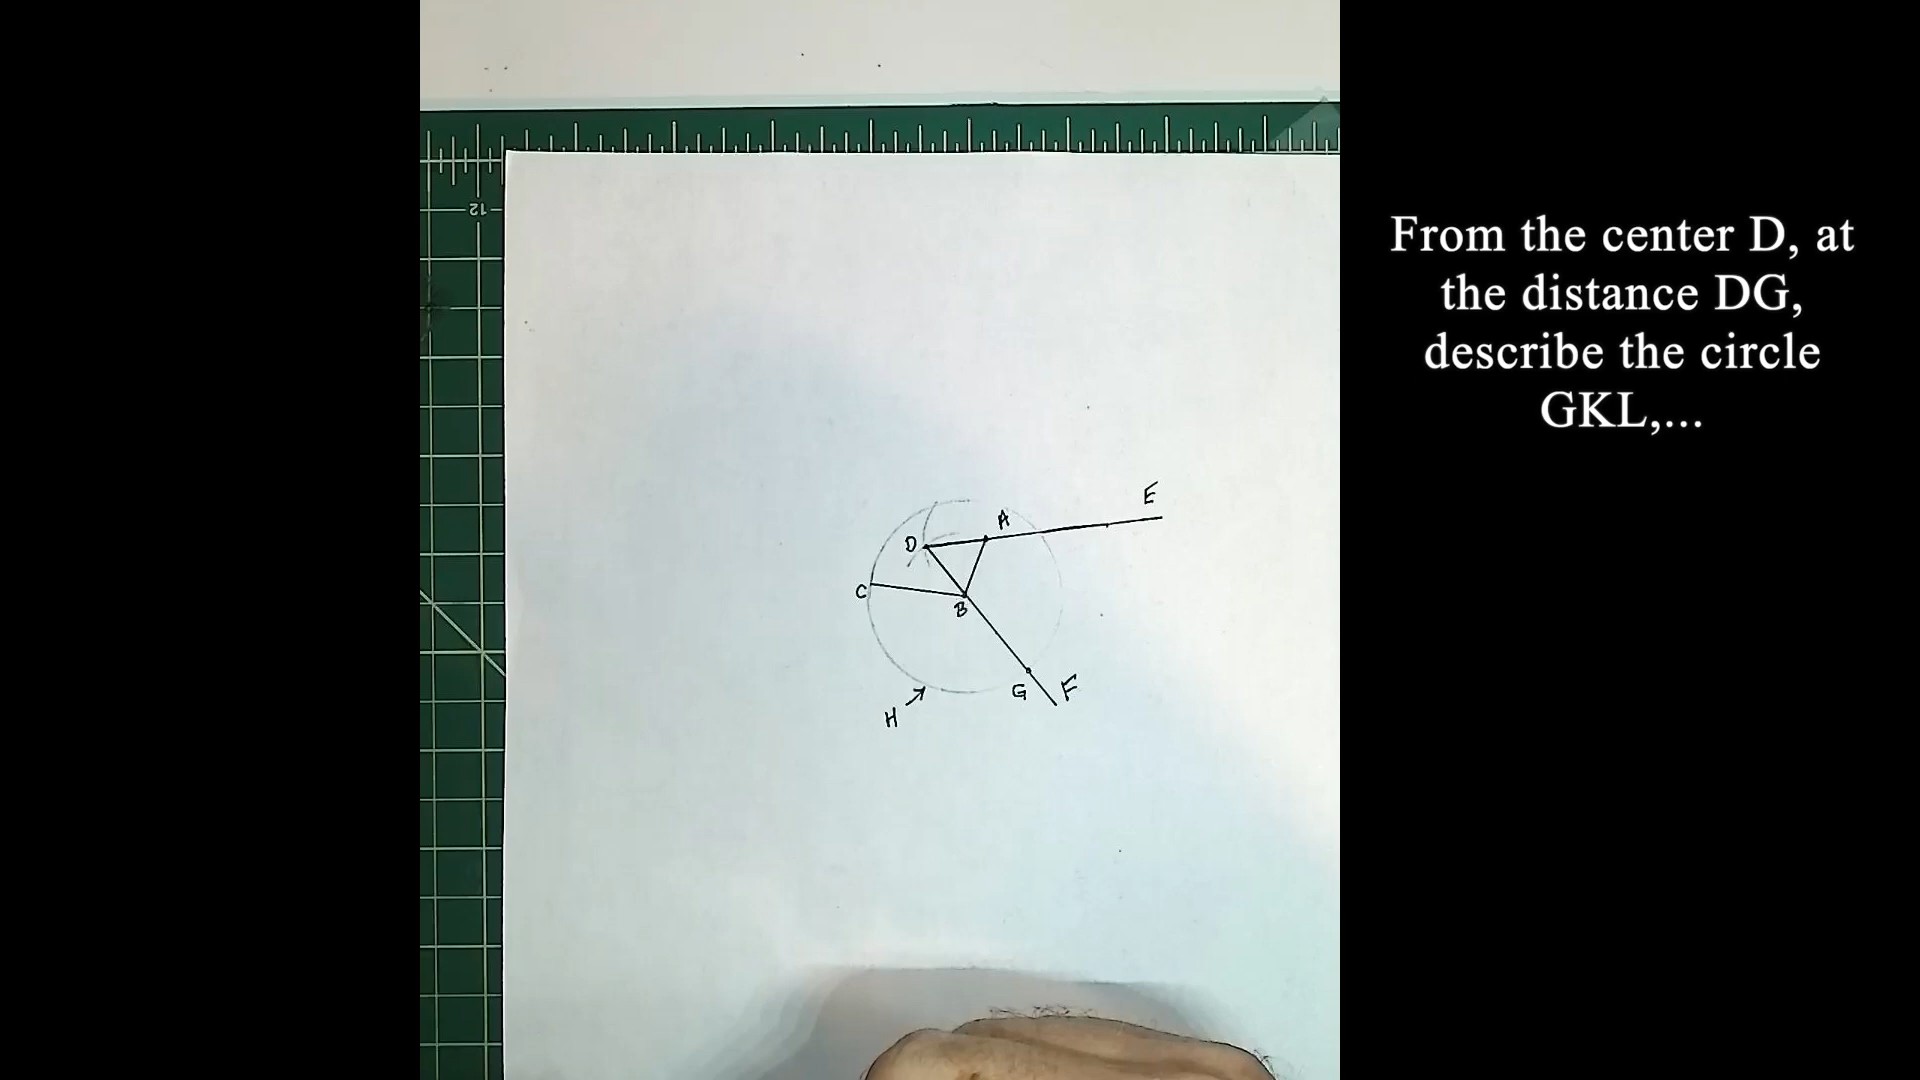 From the center D, at
the distance DG,
describe the circle
GKL,...
12
E
A
D
C
B
G F
H